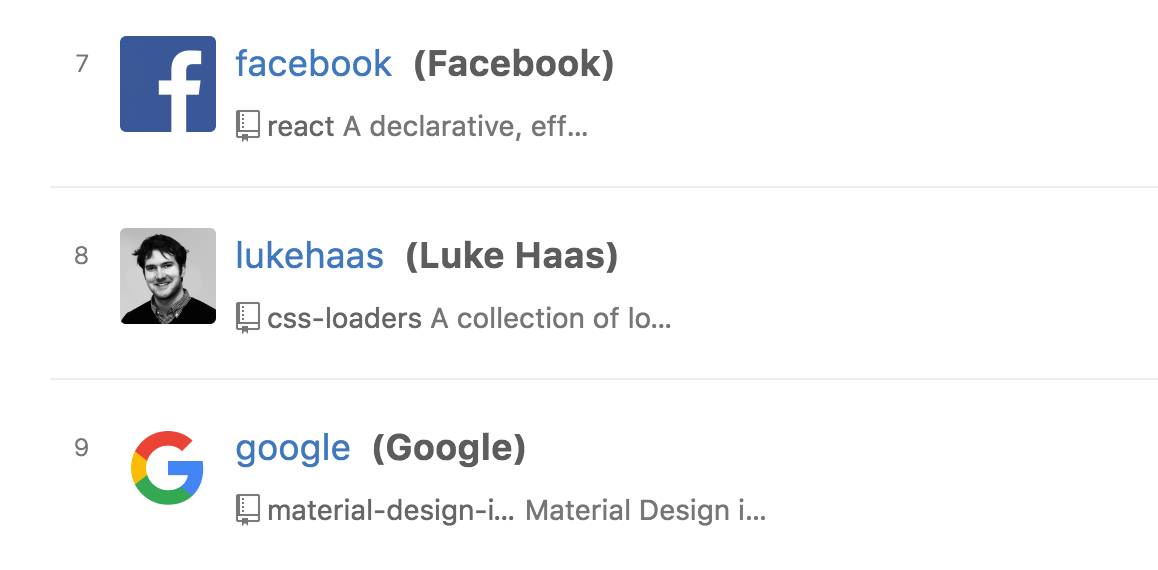 7 facebook (Facebook)
react A declarative, eff...
8 lukehaas (Luke Haas)
css-loaders A collection of lo...
9 google (Google)
material-design-i... Material Design i...